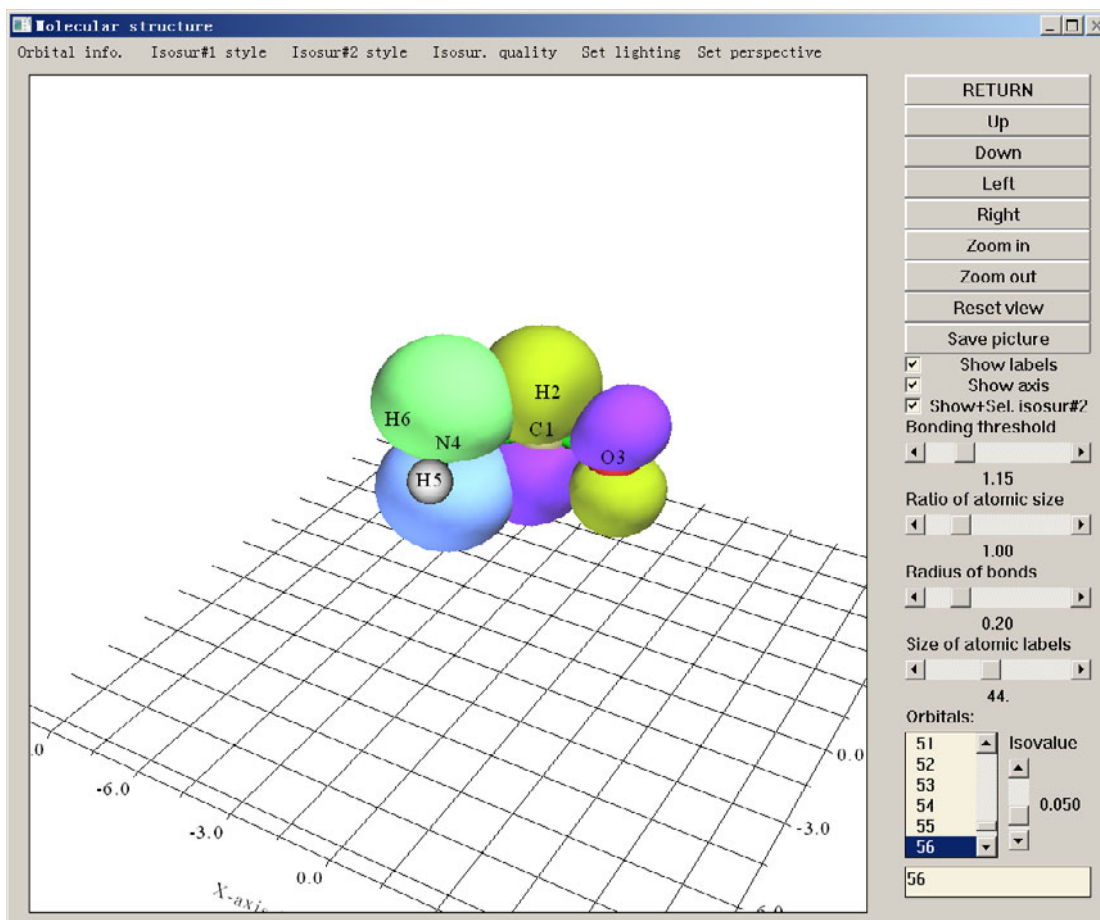 Molecular structure
Orbital info. Isosur#1 style Isosur#2 style Isosur. quality Set lighting Set perspective
RETURN
Up
Down
Left
Right
Zoom in
Zoom out
Reset view
Save picture
Show labels
Show axis
Show+Sel. isosur#2
Bonding threshold
1.15
Ratio of atomic size
1.00
Radius of bonds
0.20
Size of atomic labels
44.
Orbitals:
51
52
53
54
55
56
Isovalue
0.050
56
H2
H6
C1
N4
O3
H5
.0
-6.0
-3.0
0.0
X-axis
0.0
-3.0
-6.0